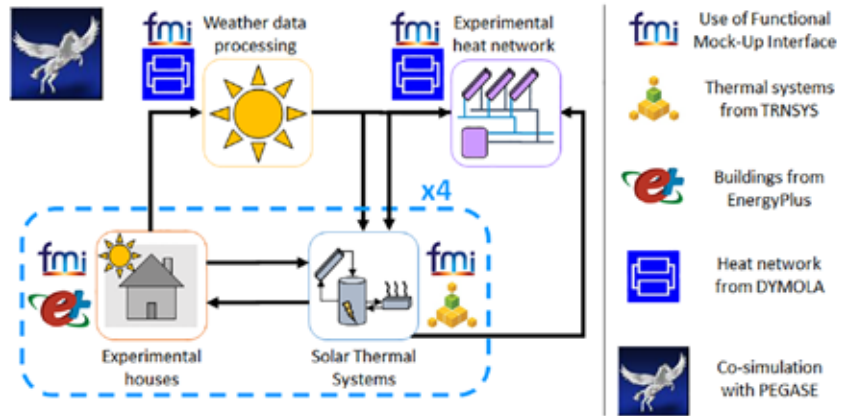 fmi
Weather data
processing
fmi
Experimental
heat network
x4
fmi
e+
Experimental
houses
Solar Thermal
Systems
fmi
fmi
Use of Functional
Mock-Up Interface
Thermal systems
from TRNSYS
e+
Buildings from
EnergyPlus
Heat network
from DYMOLA
Co-simulation
with PEGASE